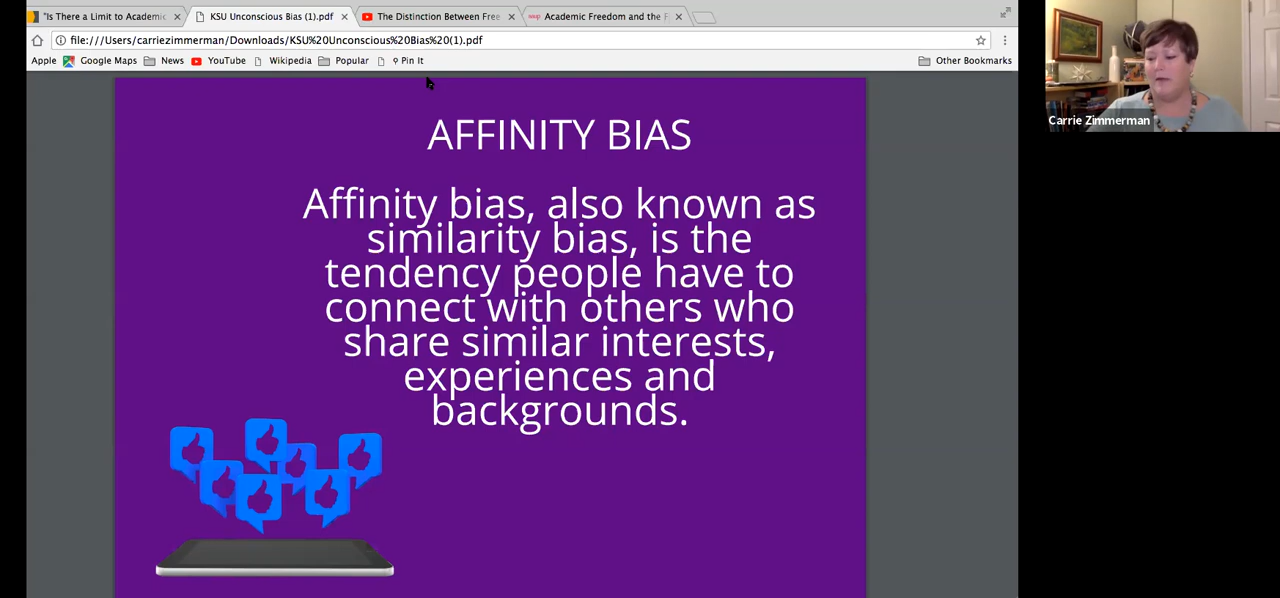 "Is There a Limit to Academic
KSU Unconscious Bias (1).pdf
The Distinction Between Free
Academic Freedom and the F
file:///Users/carriezimmerman/Downloads/KSU%20Unconscious%20Bias%20(1).pdf
Apple Google Maps News YouTube Wikipedia Popular Pin It Other Bookmarks
Carrie Zimmerman
AFFINITY BIAS
Affinity bias, also known as
similarity bias, is the
tendency people have to
connect with others who
share similar interests,
experiences and
backgrounds.